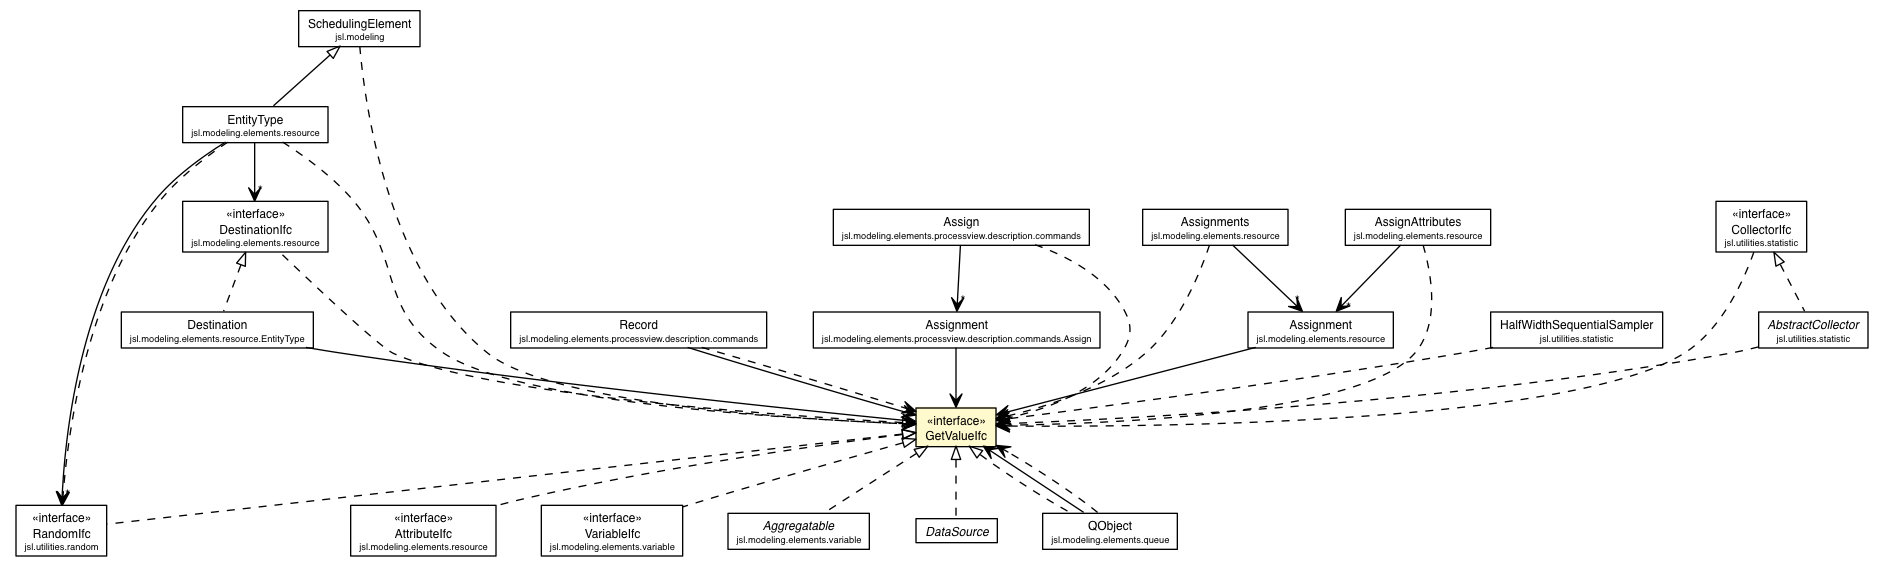 SchedulingElement
jsl.modeling
EntityType
jsl.modeling.elements.resource
*
«interface»
DestinationIfc
jsl.modeling.elements.resource
Assign
jsl.modeling.elements.processview.description.commands
Assignments
jsl.modeling.elements.resource
AssignAttributes
jsl.modeling.elements.resource
«interface»
CollectorIfc
jsl.utilities.statistic
*
*
*
Destination
jsl.modeling.elements.resource.EntityType
Record
jsl.modeling.elements.processview.description.commands
Assignment
jsl.modeling.elements.processview.description.commands.Assign
Assignment
jsl.modeling.elements.resource
HalfWidthSequentialSampler
jsl.utilities.statistic
AbstractCollector
jsl.utilities.statistic
«interface»
GetValueIfc
*
«interface»
RandomIfc
jsl.utilities.random
«interface»
AttributeIfc
jsl.modeling.elements.resource
«interface»
VariableIfc
jsl.modeling.elements.variable
Aggregatable
jsl.modeling.elements.variable
DataSource
QObject
jsl.modeling.elements.queue